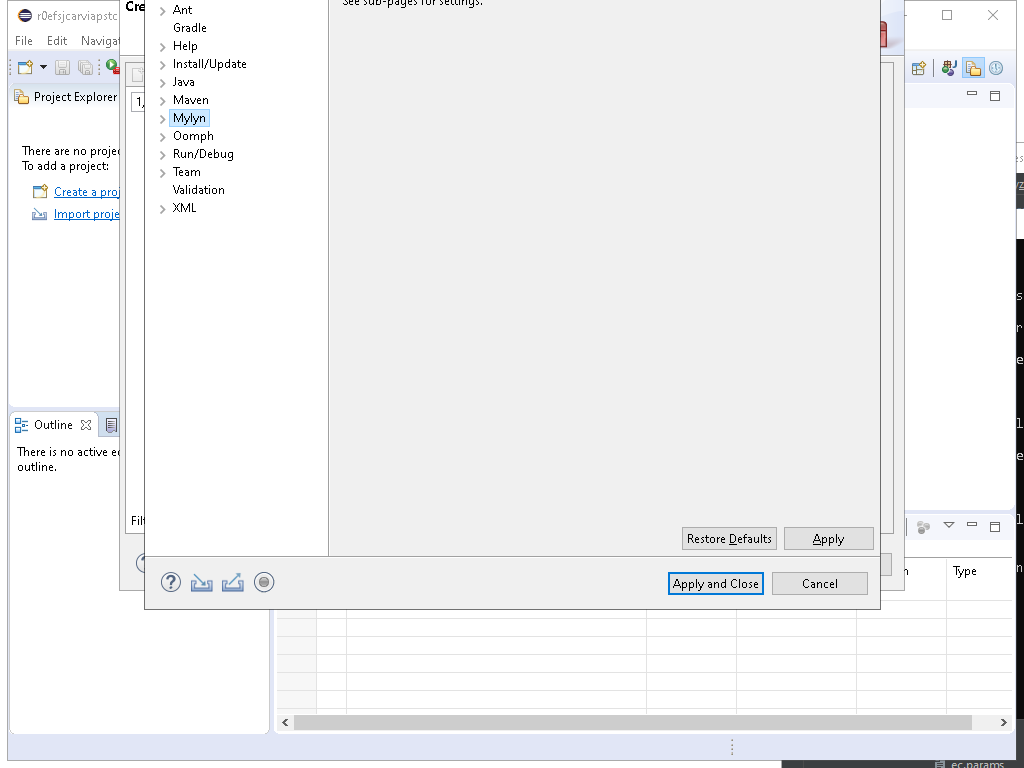 r0efsjcarviapstc
Cre
See sub-pages for settings.
File Edit Navigat
Project Explorer
There are no projec
To add a project:
Create a proj
Import proje
1,
Ant
Gradle
Help
Install/Update
Java
Maven
Mylyn
Oomph
Run/Debug
Team
Validation
XML
Outline
There is no active ed
outline.
Filt
Restore Defaults
Apply
Apply and Close
Cancel
n
Type
es
s
r
e
l
e
l
n
ec.params